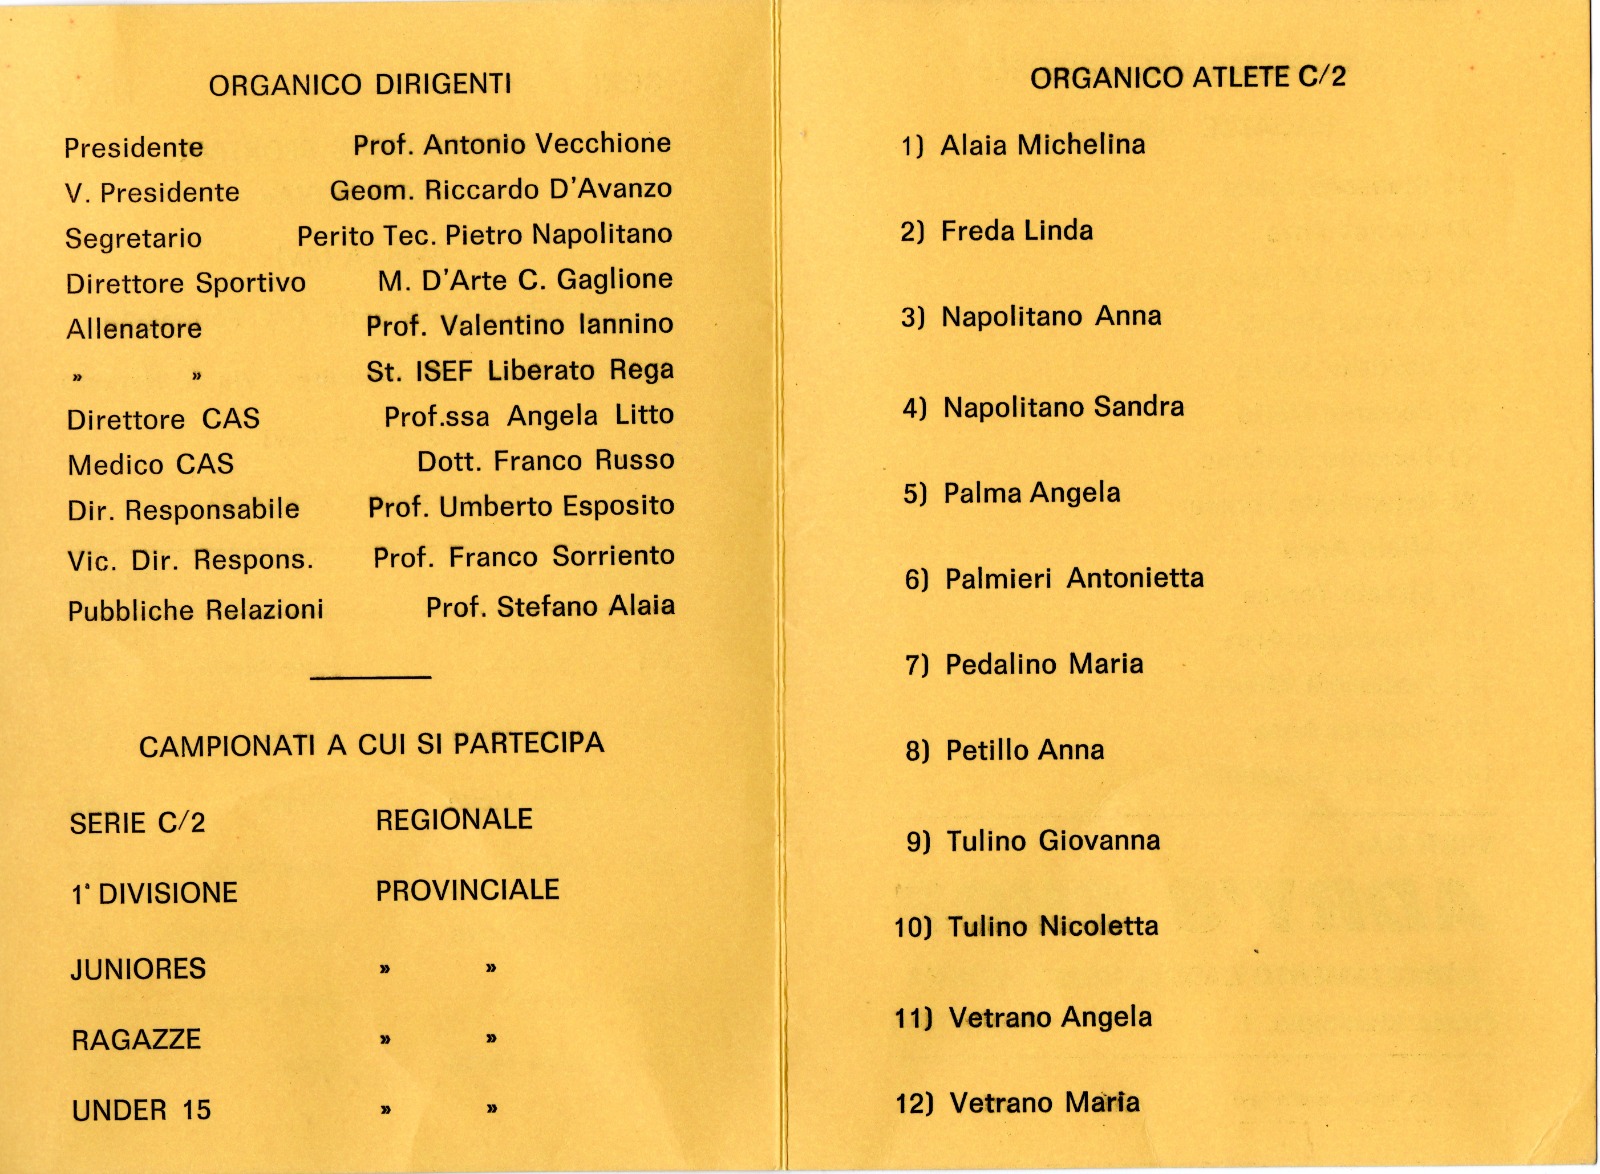 ORGANICO DIRIGENTI
Presidente Prof. Antonio Vecchione
V. Presidente Geom. Riccardo D'Avanzo
Segretario Perito Tec. Pietro Napolitano
Direttore Sportivo M. D'Arte C. Gaglione
Allenatore Prof. Valentino Iannino
» » St. ISEF Liberato Rega
Direttore CAS Prof.ssa Angela Litto
Medico CAS Dott. Franco Russo
Dir. Responsabile Prof. Umberto Esposito
Vic. Dir. Respons. Prof. Franco Sorriento
Pubbliche Relazioni Prof. Stefano Alaia
CAMPIONATI A CUI SI PARTECIPA
SERIE C/2 REGIONALE
1ª DIVISIONE PROVINCIALE
JUNIORES » »
RAGAZZE » »
UNDER 15 » »
ORGANICO ATLETE C/2
1) Alaia Michelina
2) Freda Linda
3) Napolitano Anna
4) Napolitano Sandra
5) Palma Angela
6) Palmieri Antonietta
7) Pedalino Maria
8) Petillo Anna
9) Tulino Giovanna
10) Tulino Nicoletta
11) Vetrano Angela
12) Vetrano Maria